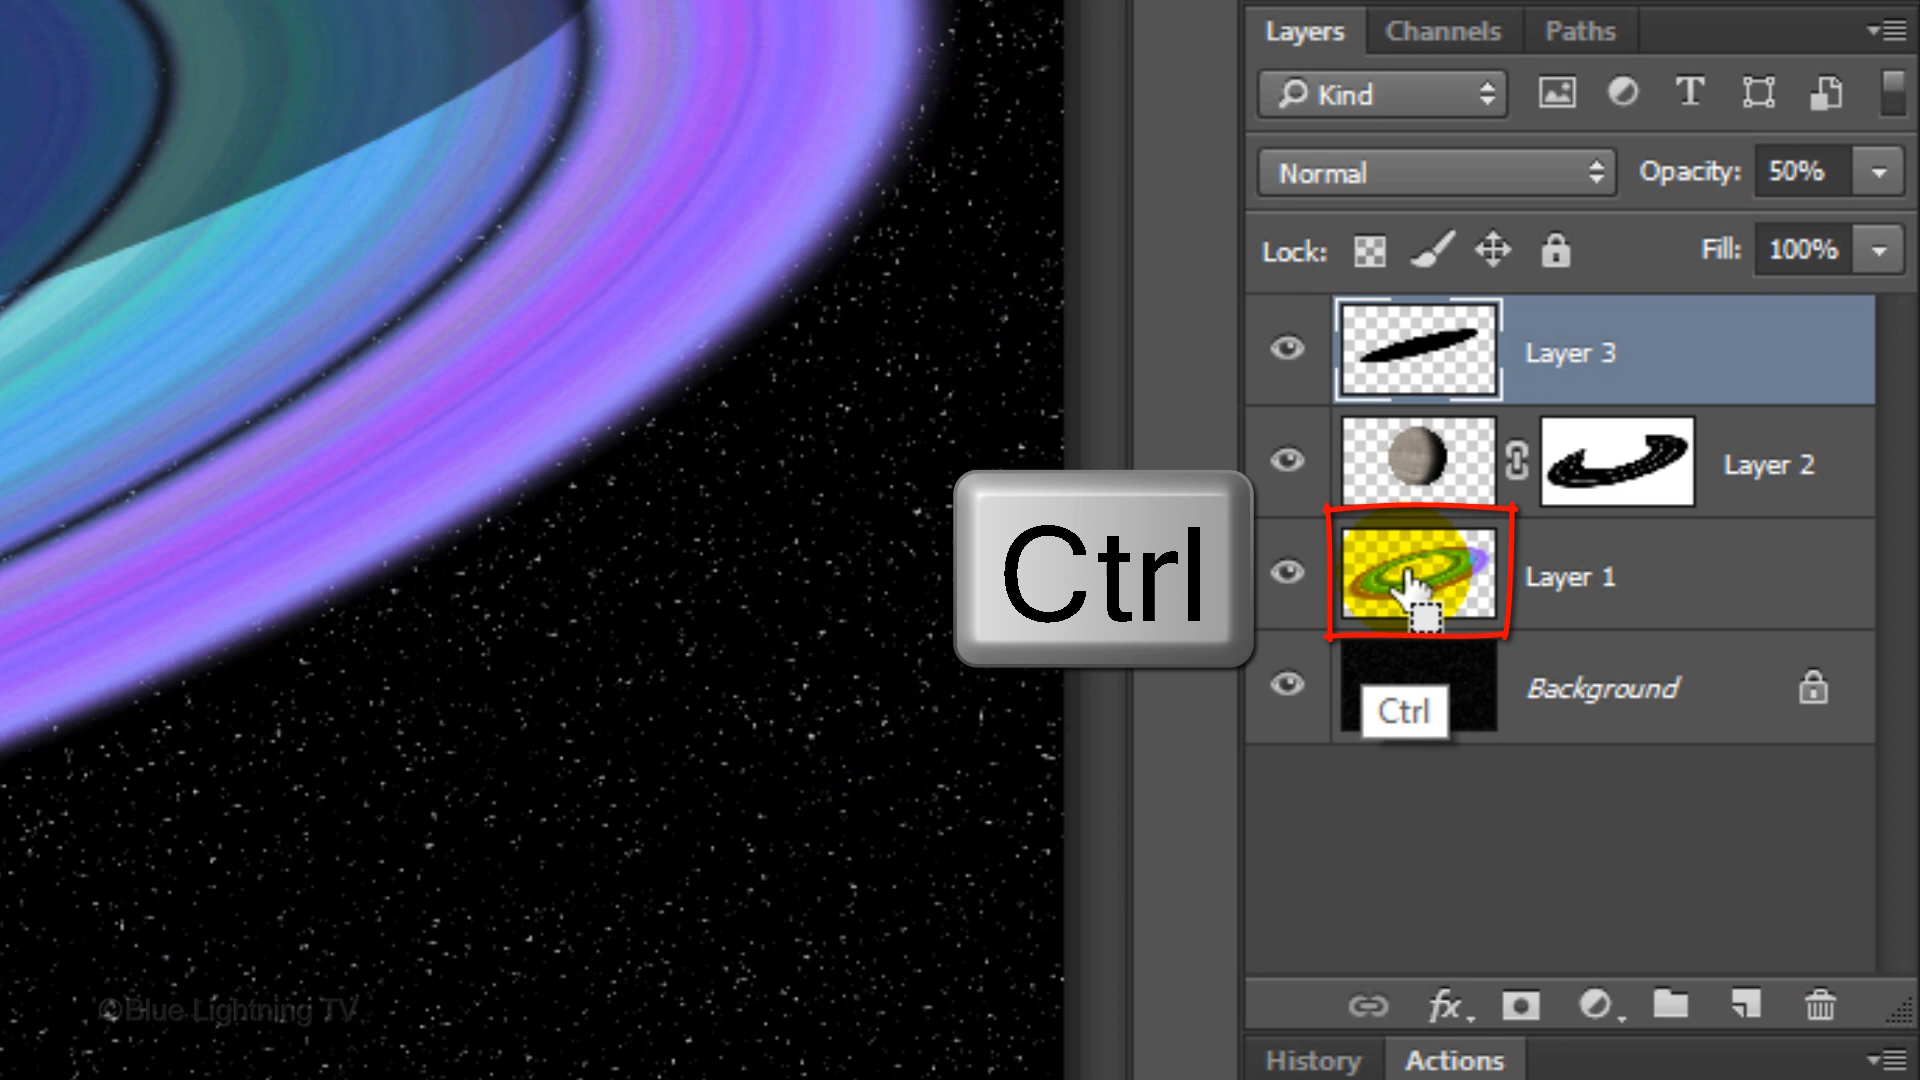 Layers Channels Paths
Kind
Normal Opacity: 50%
Lock: Fill: 100%
Layer 3
Layer 2
Ctrl
Layer 1
Background
Ctrl
©Blue Lightning TV
fx
History Actions